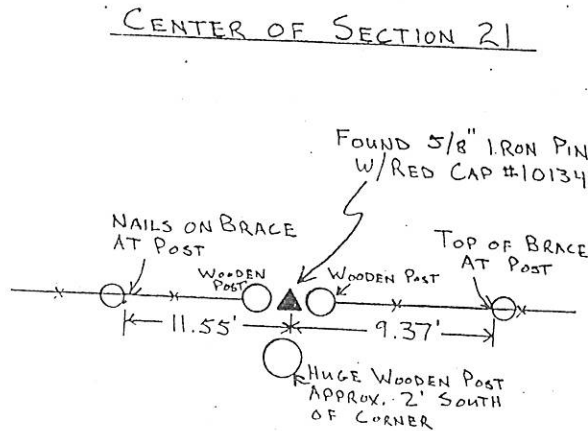 CENTER OF SECTION 21
FOUND 5/8" IRON PIN
W/RED CAP #10134
NAILS ON BRACE
AT POST
TOP OF BRACE
AT POST
WOODEN
POST
WOODEN POST
11.55'
9.37'
HUGE WOODEN POST
APPROX. 2' SOUTH
OF CORNER